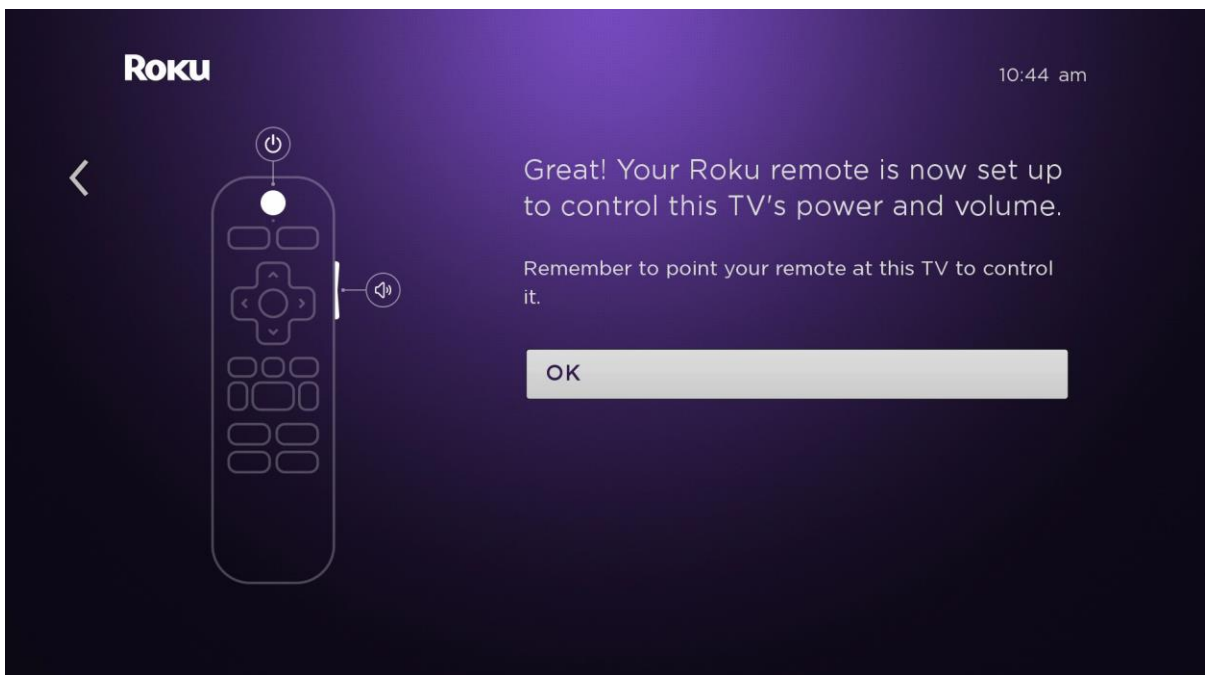 Roku
10:44 am
Great! Your Roku remote is now set up
to control this TV's power and volume.
Remember to point your remote at this TV to control
it.
OK